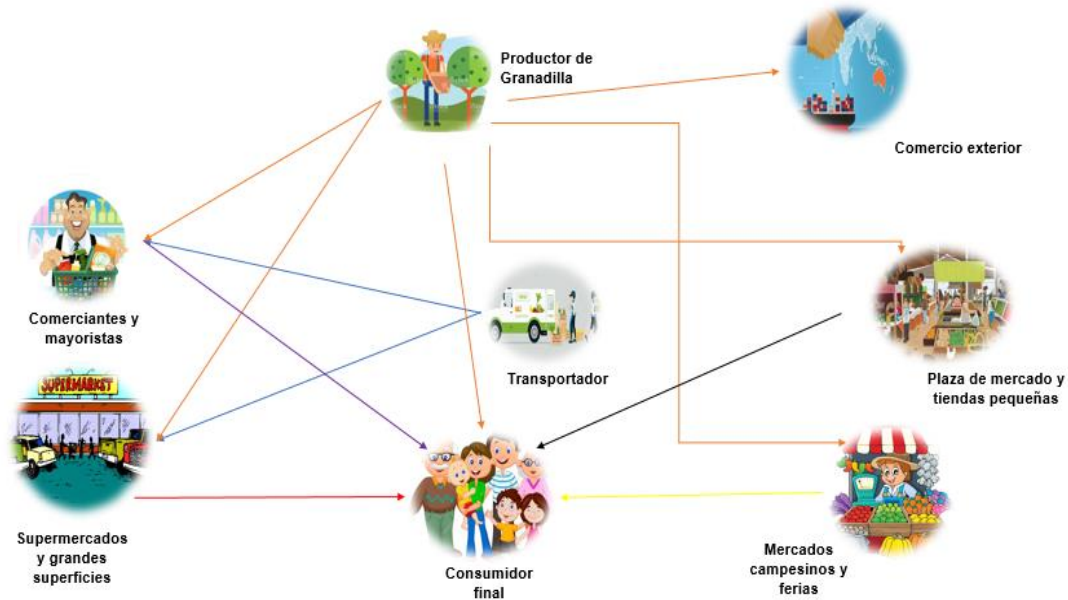 Productor de
Granadilla
Comercio exterior
Comerciantes y
mayoristas
Transportador
Plaza de mercado y
tiendas pequeñas
SUPERMARKET
Supermercados
y grandes
superficies
Consumidor
final
Mercados
campesinos y
ferias